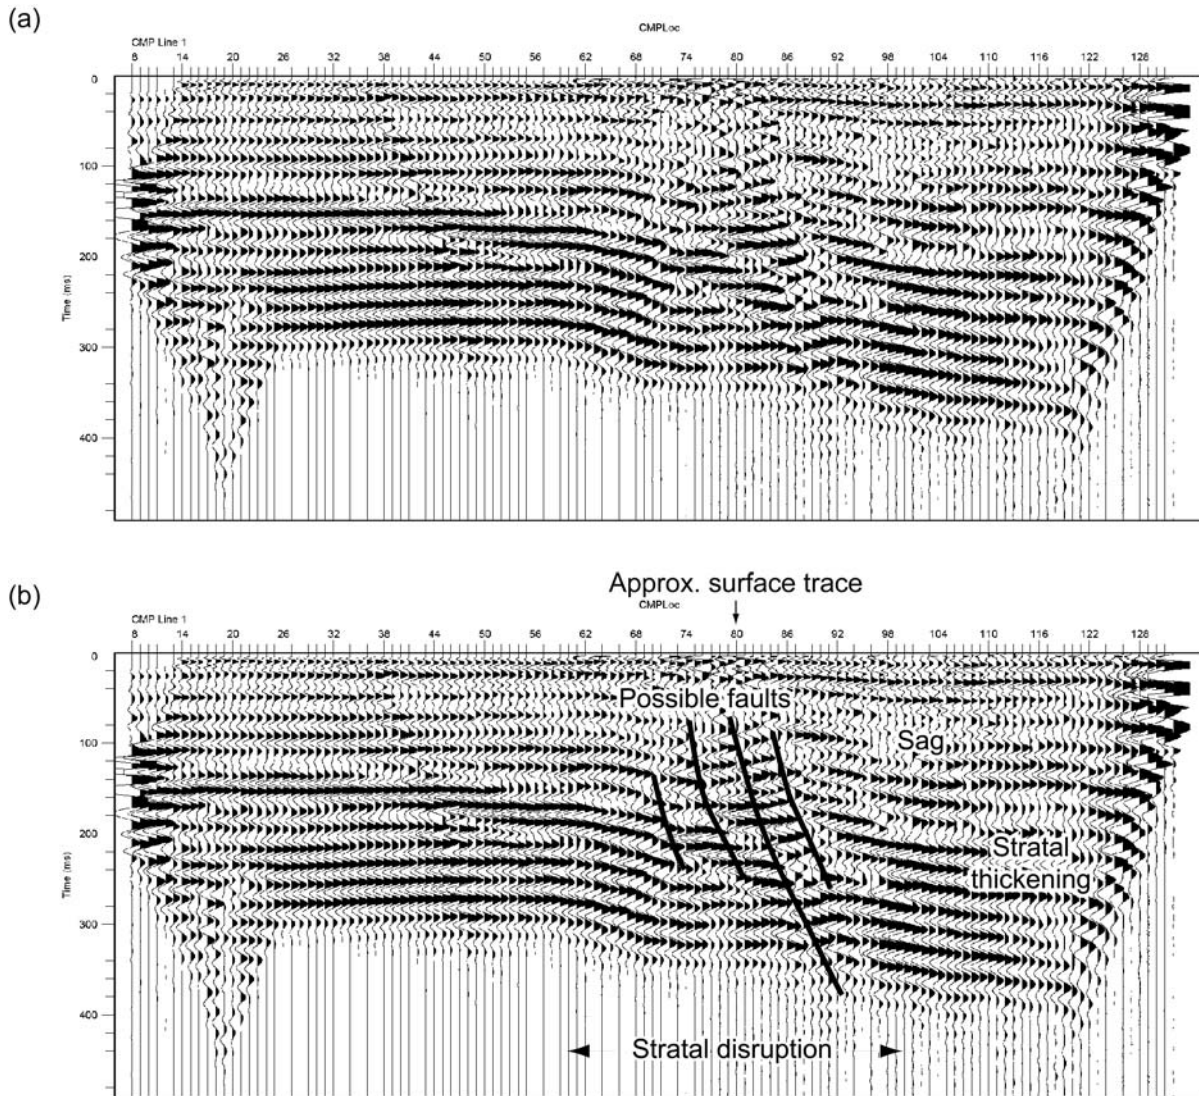 (a)
CMPLoc
CMP Line 1
8 14 20 26 32 38 44 50 56 62 68 74 80 86 92 98 104 110 116 122 128
0
100
200
Time (ms)
300
400
(b)
Approx. surface trace
CMPLoc
CMP Line 1
8 14 20 26 32 38 44 50 56 62 68 74 80 86 92 98 104 110 116 122 128
0
Possible faults
100
Sag
200
Stratal
thickening
Time (ms)
300
400
Stratal disruption